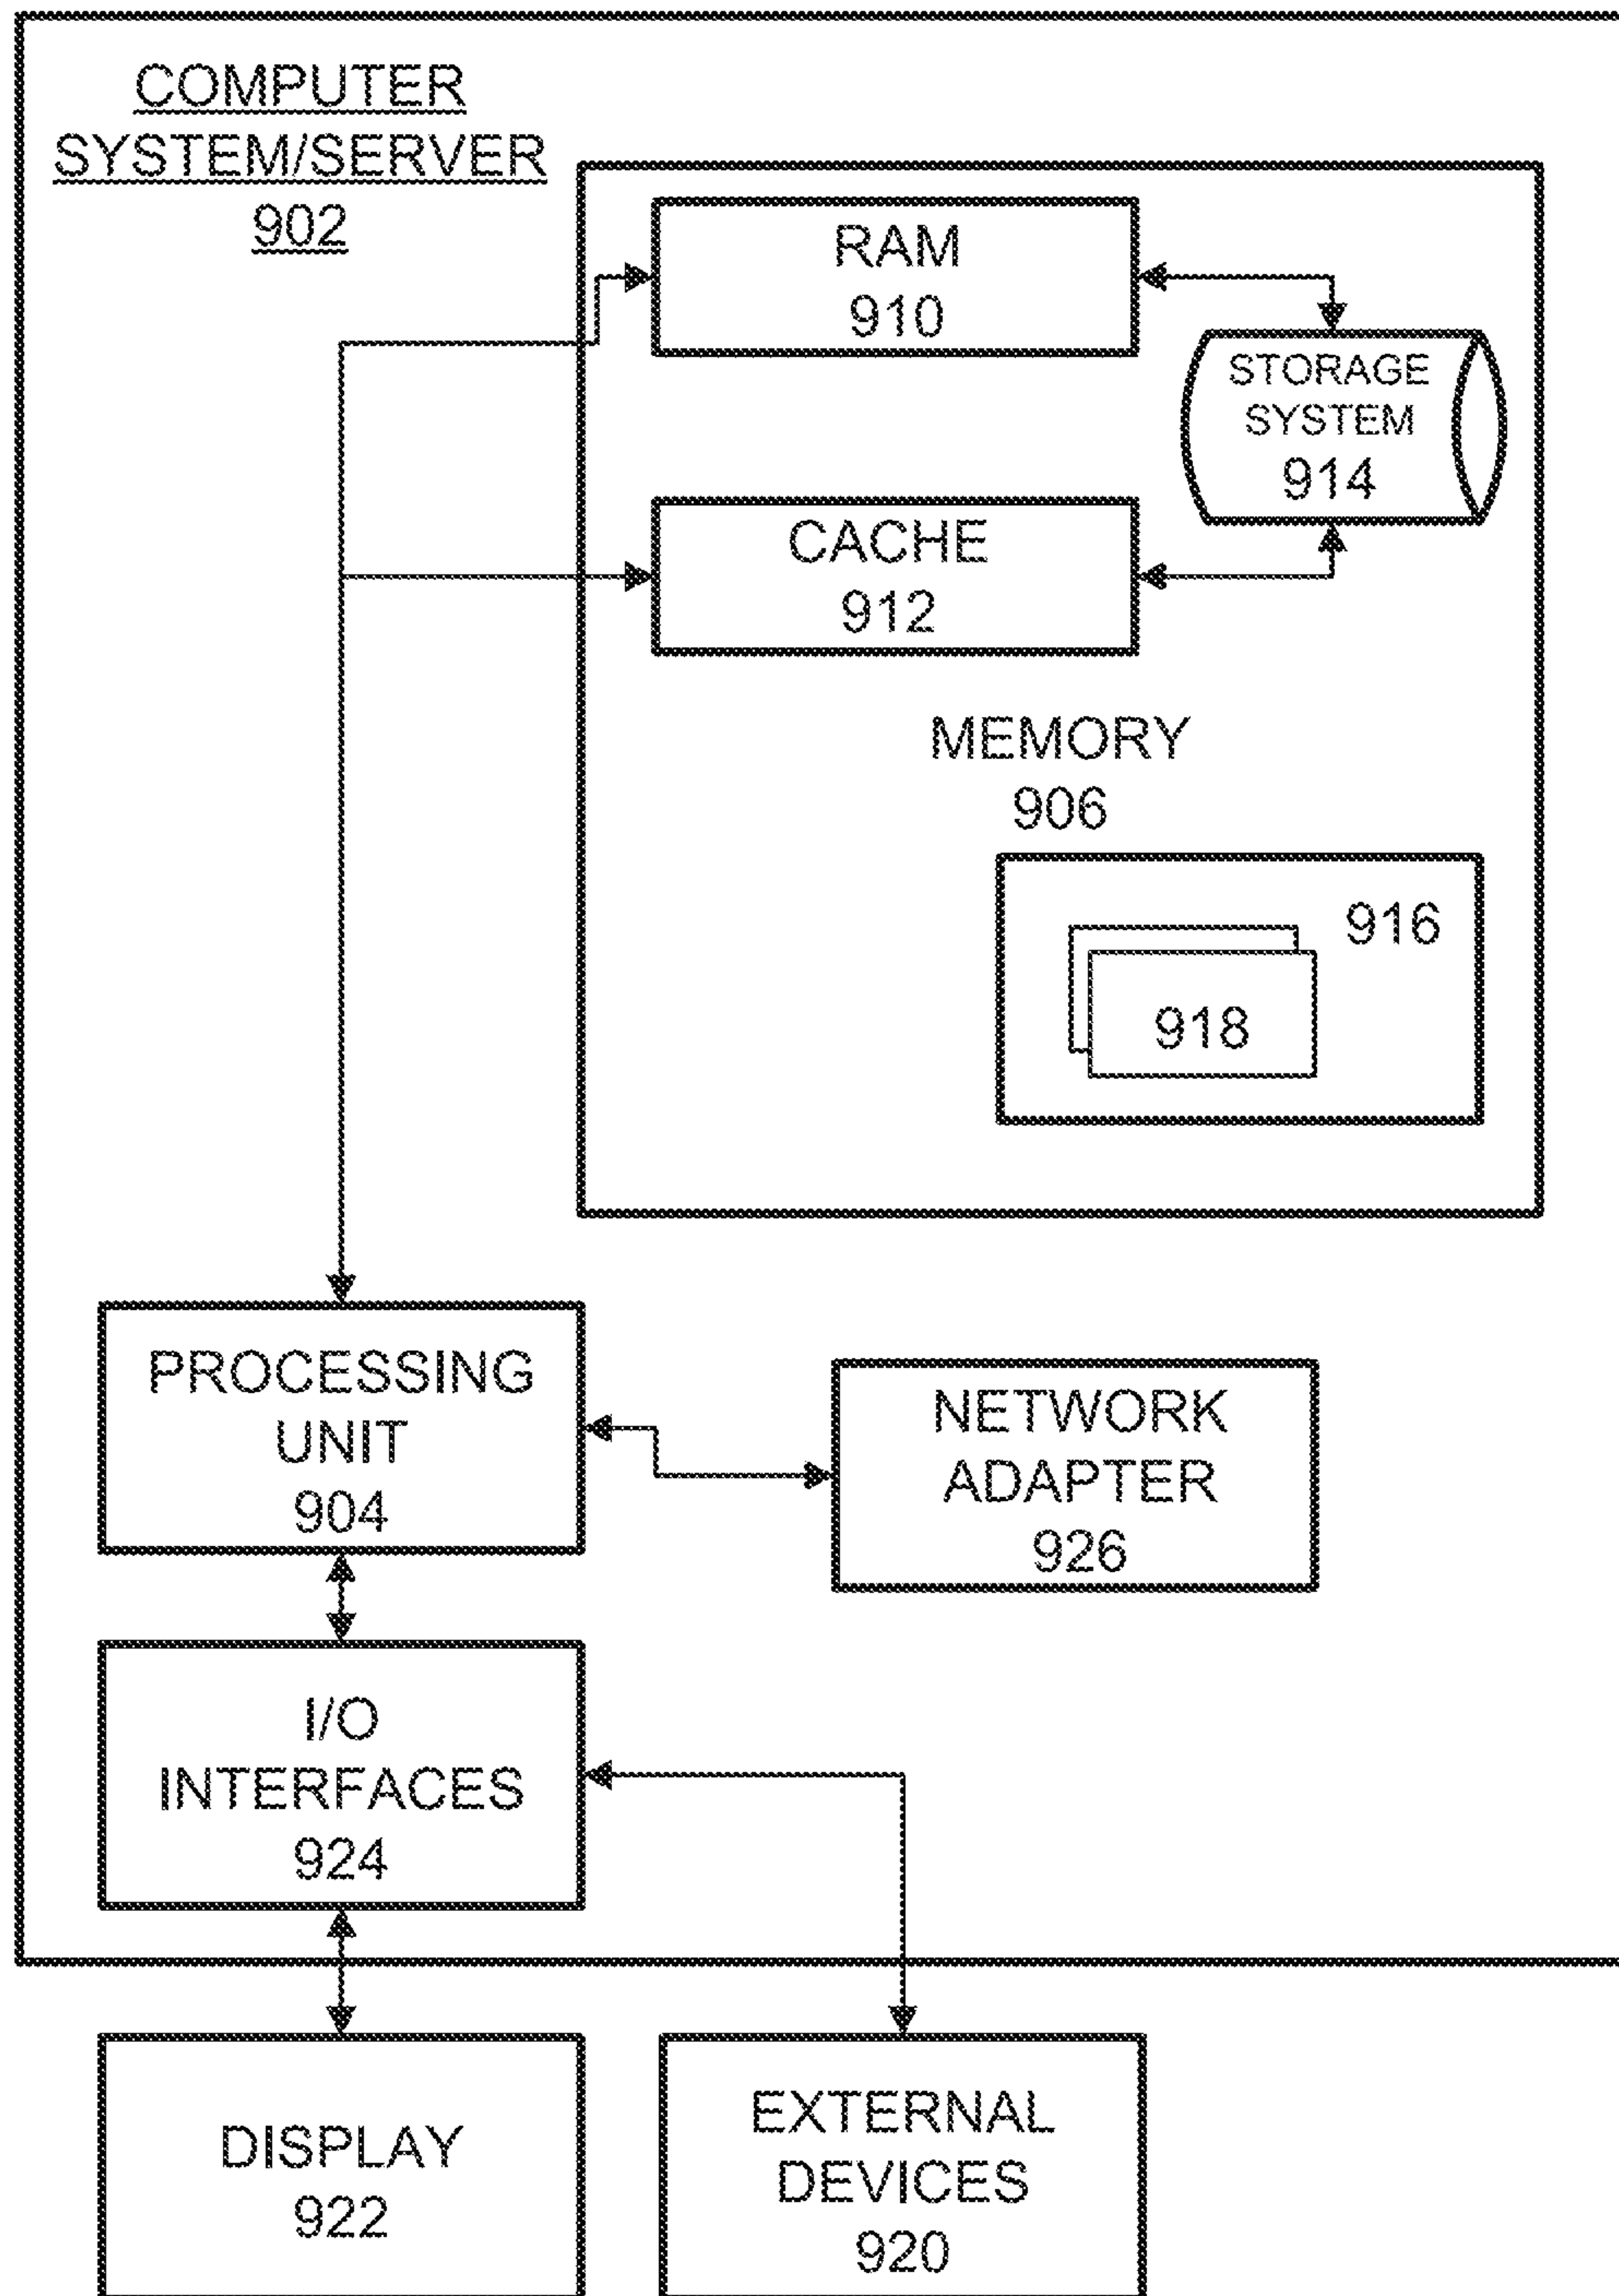 COMPUTER
SYSTEM/SERVER
902
RAM
910
STORAGE
SYSTEM
914
CACHE
912
MEMORY
906
916
918
PROCESSING
UNIT
904
NETWORK
ADAPTER
926
I/O
INTERFACES
924
DISPLAY
922
EXTERNAL
DEVICES
920